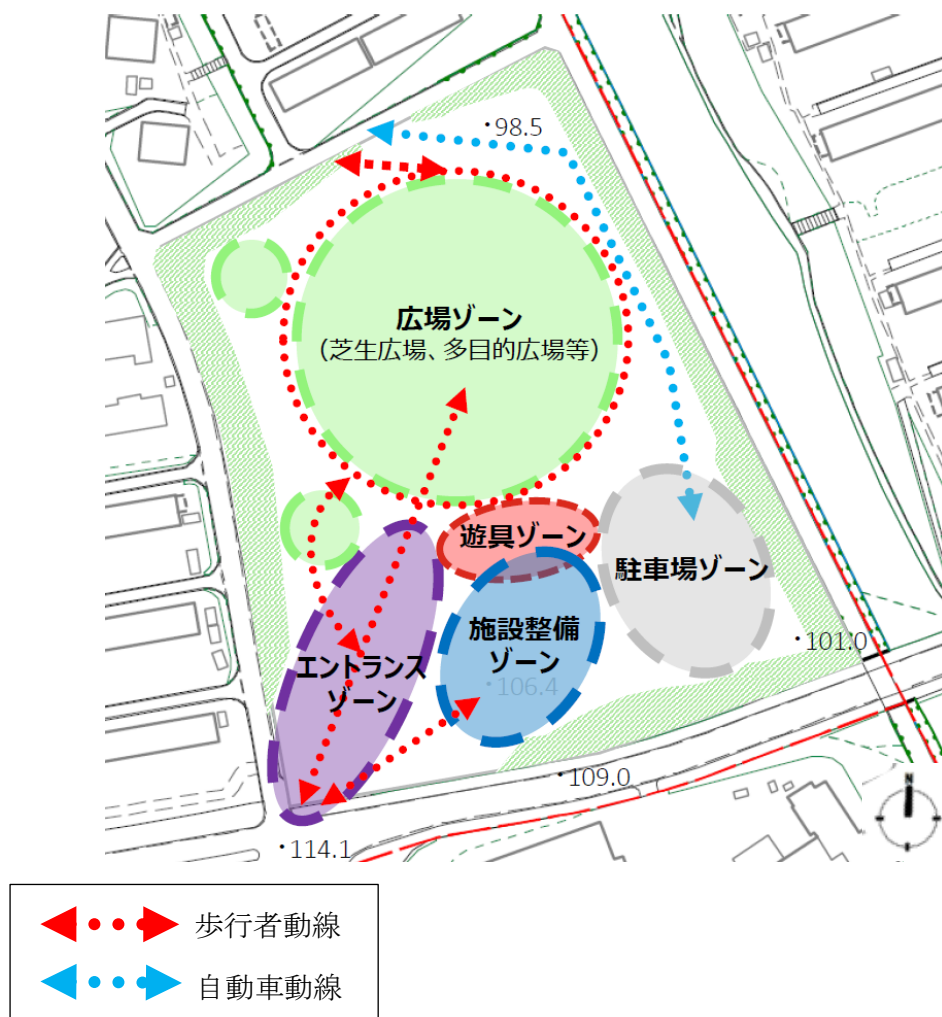 ・98.5
広場ゾーン
（芝生広場、多目的広場等）
遊具ゾーン
駐車場ゾーン
施設整備
ゾーン
・106.4
エントランス
ゾーン
・101.0
・109.0
・114.1
N
歩行者動線
自動車動線